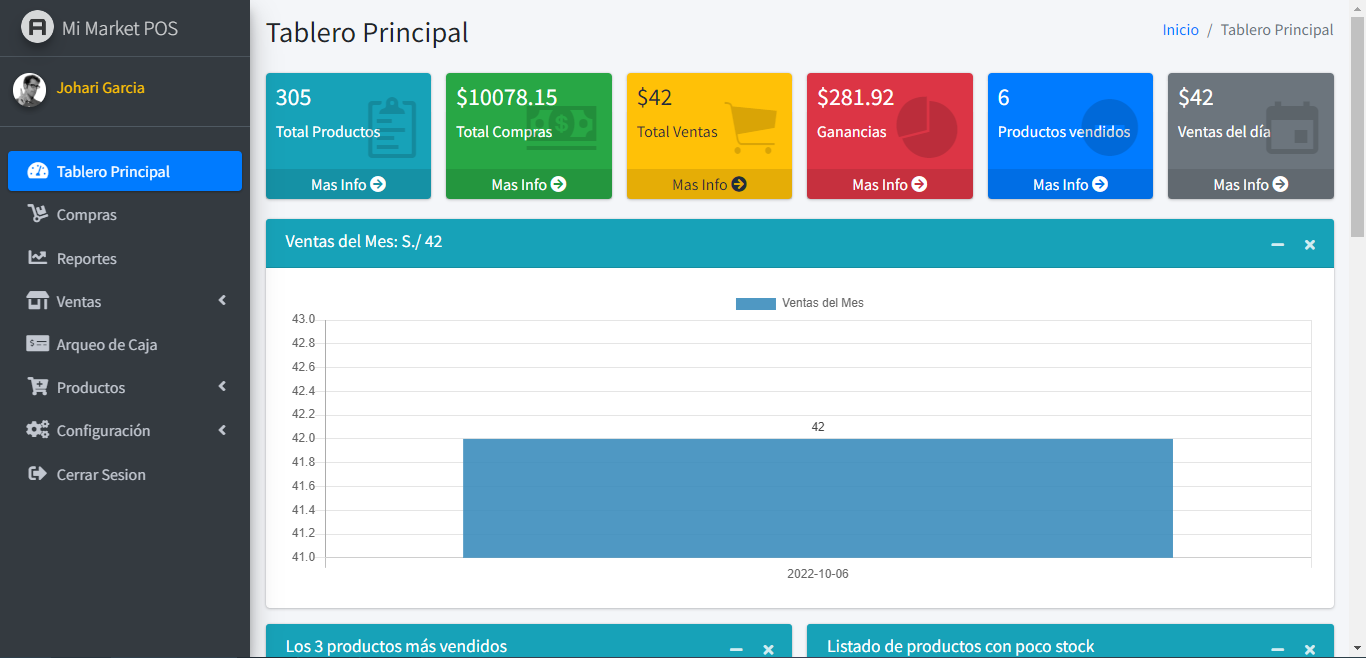 Mi Market POS
Johari Garcia
Tablero Principal
Compras
Reportes
Ventas
Arqueo de Caja
Productos
Configuración
Cerrar Sesion
Tablero Principal
Inicio / Tablero Principal
305
Total Productos
Mas Info
$10078.15
Total Compras
Mas Info
$42
Total Ventas
Mas Info
$281.92
Ganancias
Mas Info
6
Productos vendidos
Mas Info
$42
Ventas del día
Mas Info
Ventas del Mes: S./ 42
Ventas del Mes
43.0
42.8
42.6
42.4
42.2
42.0
41.8
41.6
41.4
41.2
41.0
42
2022-10-06
Los 3 productos más vendidos
Listado de productos con poco stock